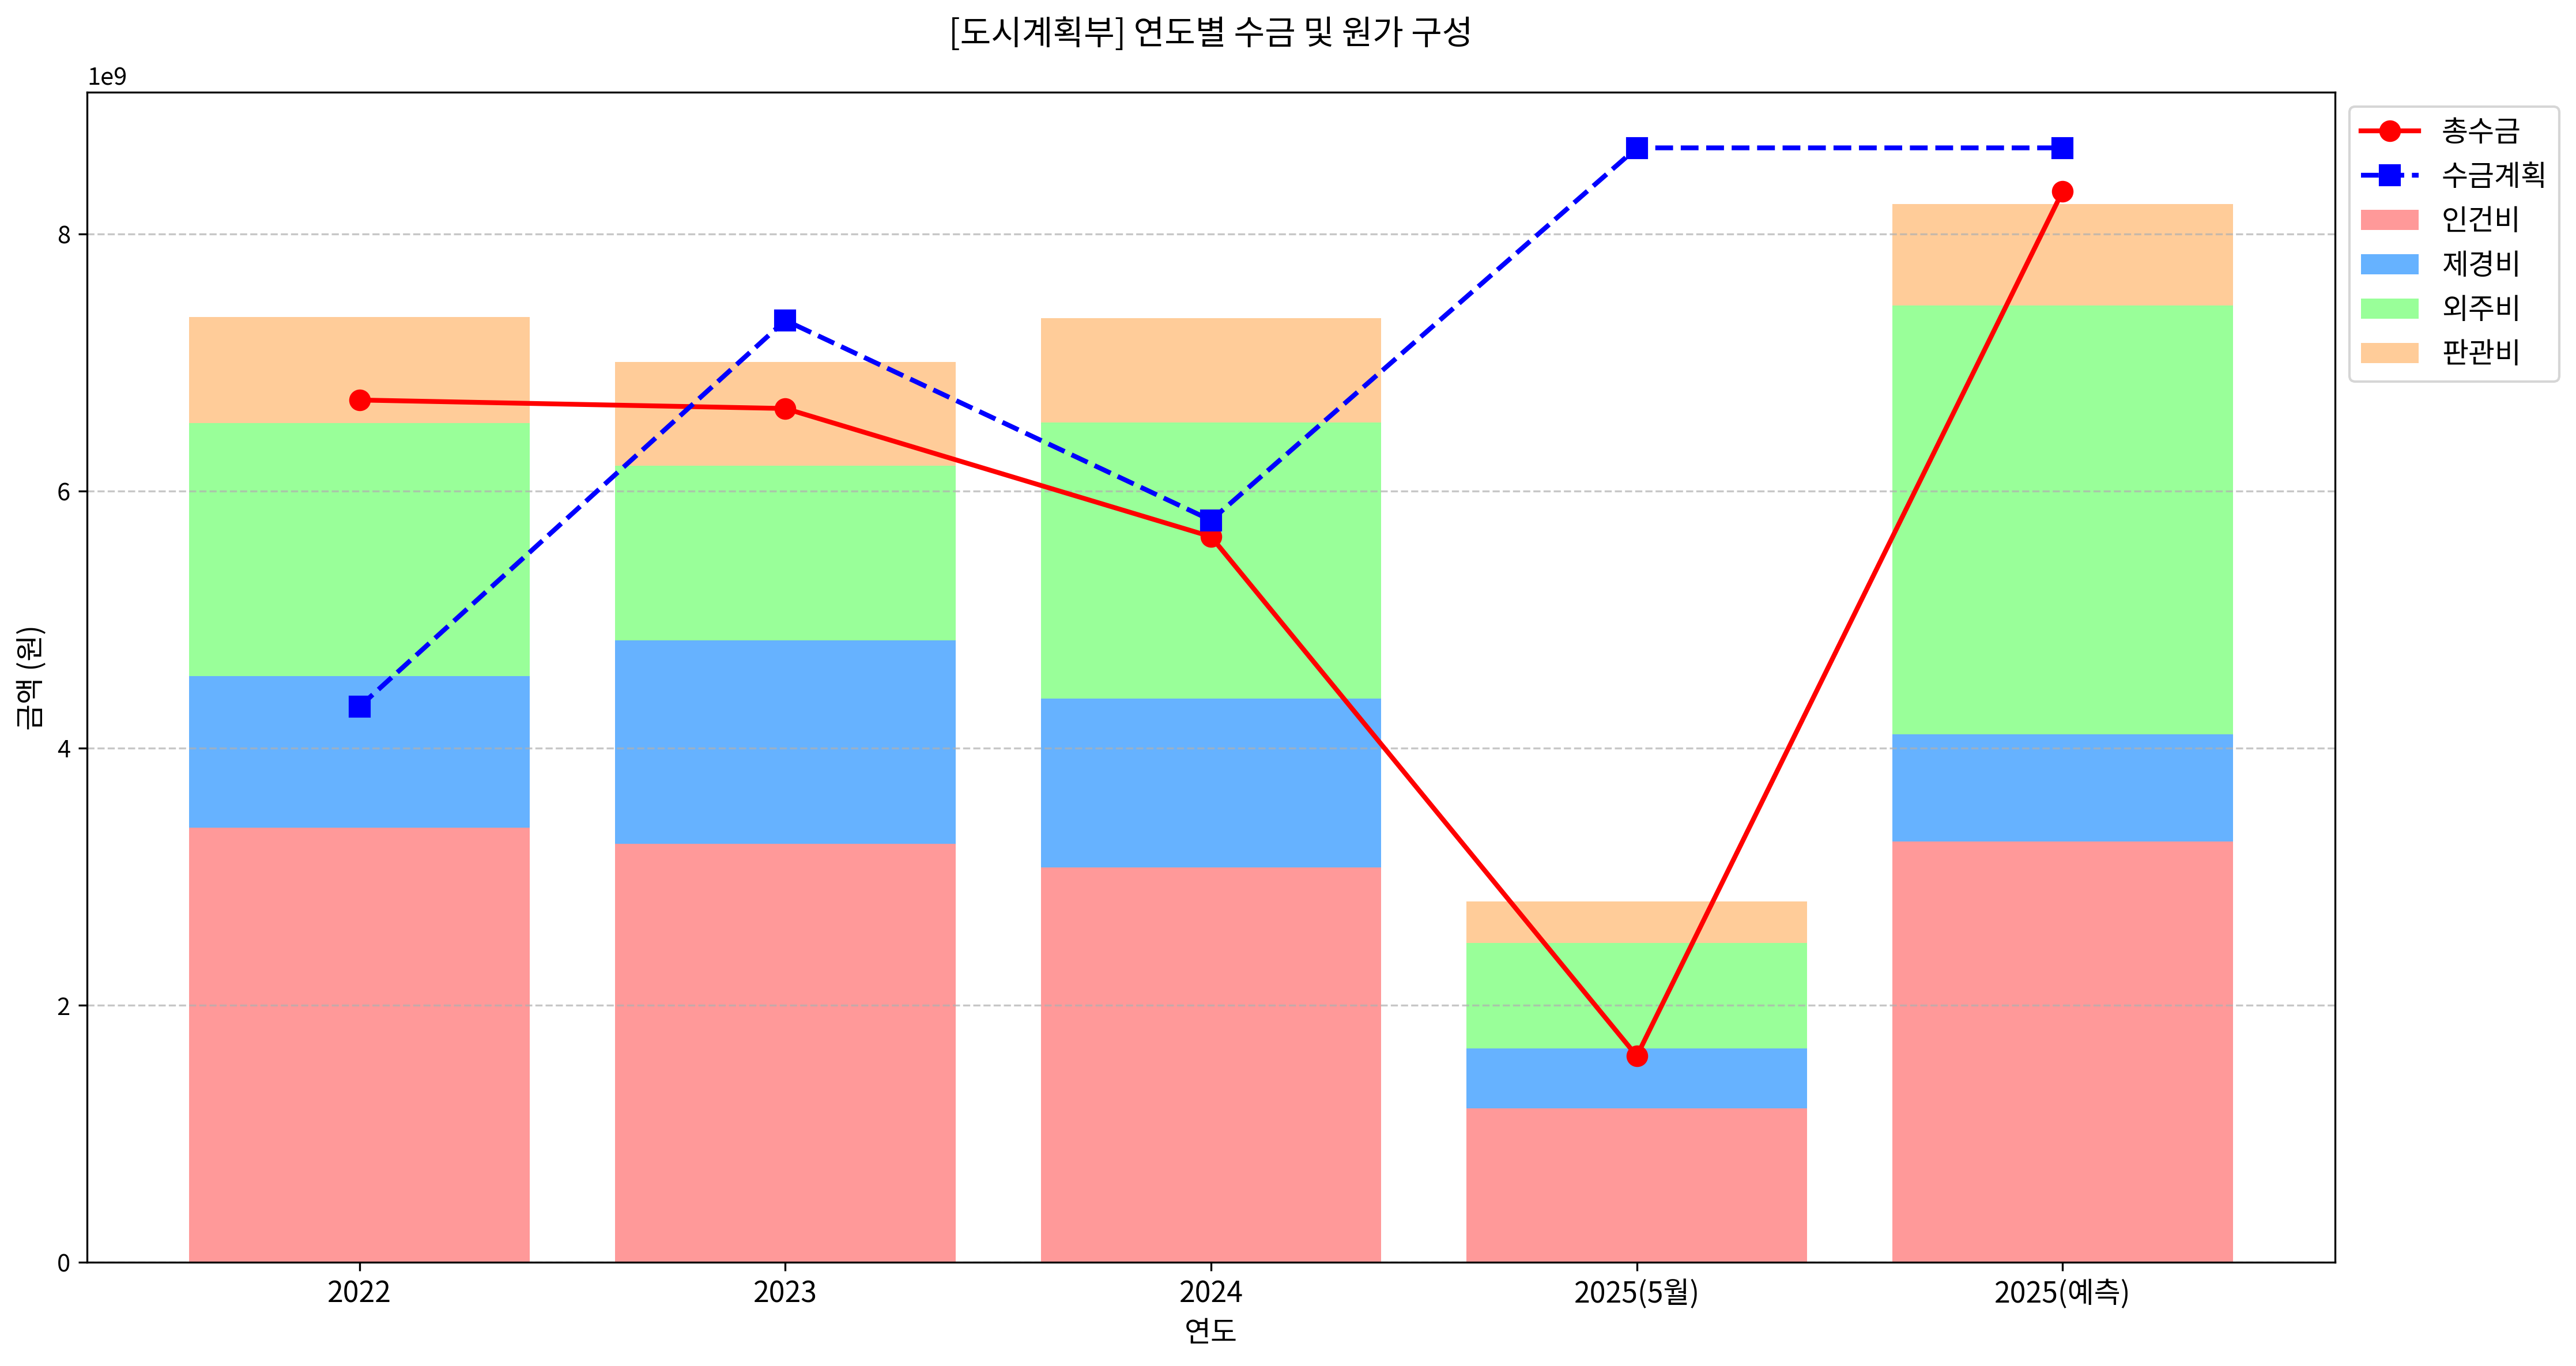 [도시계획부] 연도별 수금 및 원가 구성
1e9
총수금
수금계획
인건비
제경비
외주비
판관비
8
6
4
2
0
금액 (원)
2022
2023
2024
2025(5월)
2025(예측)
연도